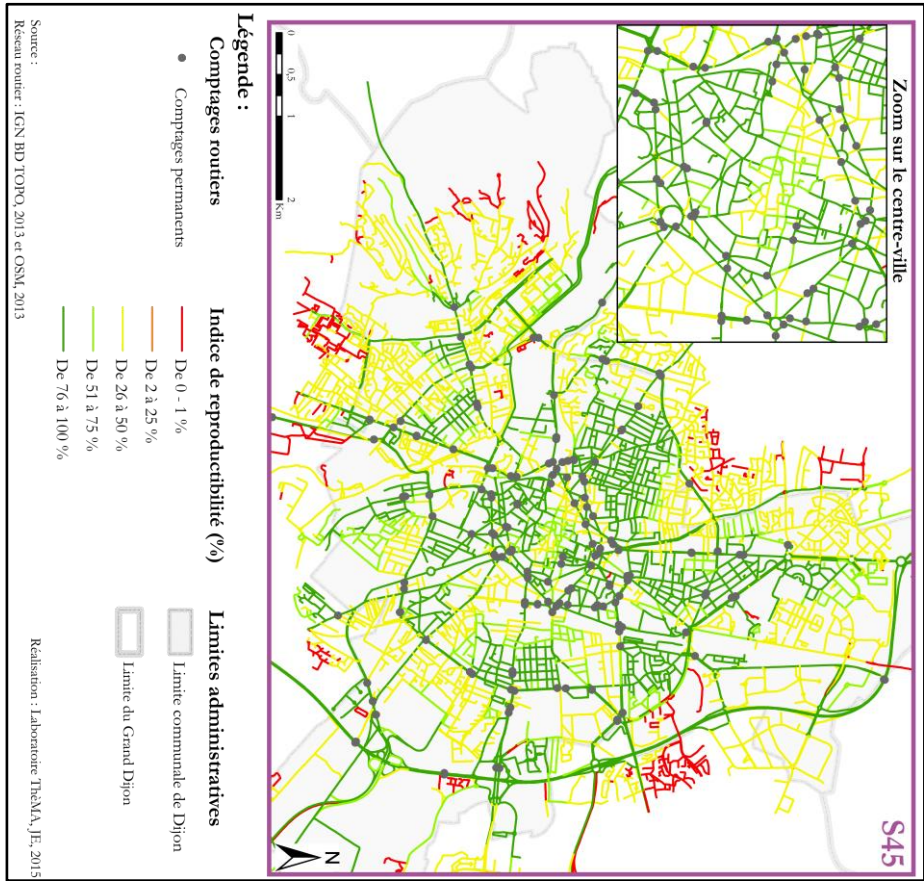 S45
Zoom sur le centre-ville
N
0
0,5
1
2
Km
Légende :
Comptages routiers
Comptages permanents
Indice de reproductibilité (%)
De 0 - 1 %
De 2 à 25 %
De 26 à 50 %
De 51 à 75 %
De 76 à 100 %
Limites administratives
Limite communale de Dijon
Limite du Grand Dijon
Source :
Réseau routier : IGN BD TOPO, 2013 et OSM, 2013
Réalisation : Laboratoire ThéMA, JE, 2015